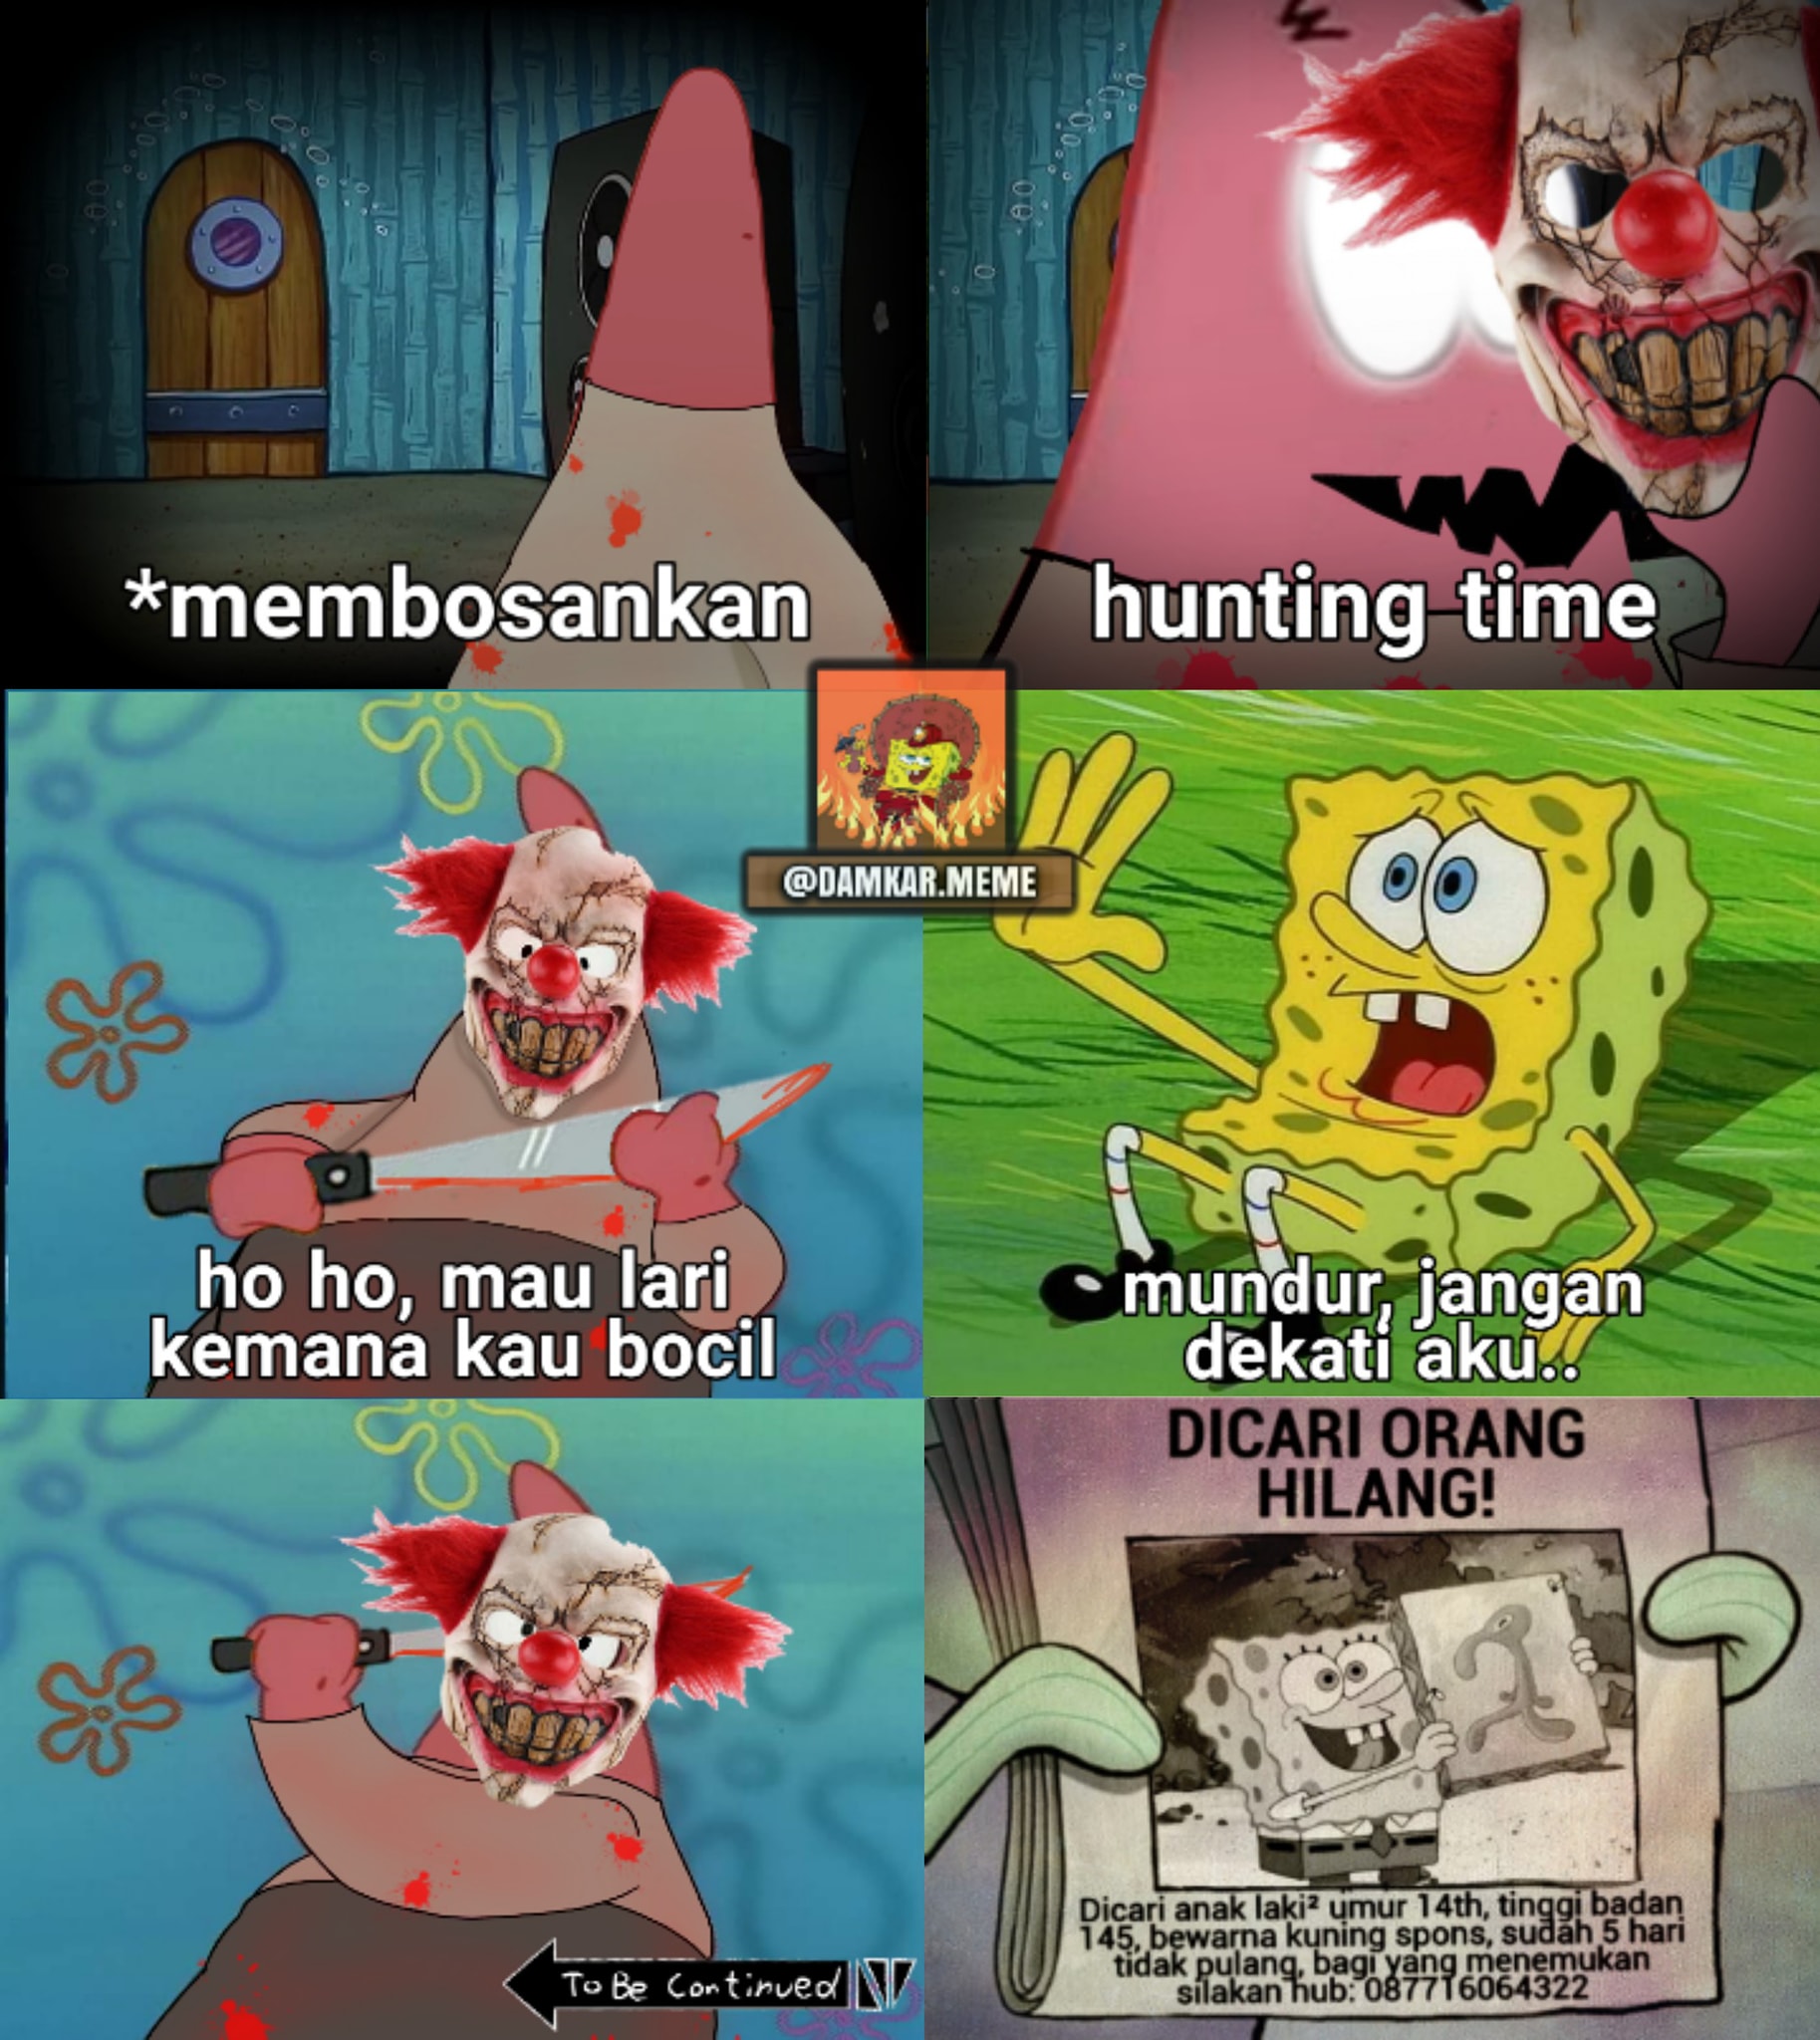 *membosankan
hunting time
@DAMKAR.MEME
ho ho, mau lari
kemana kau bocil
mundur, jangan
dekati aku..
To Be Continued
DICARI ORANG
HILANG!
Dicari anak laki² umur 14th, tinggi badan
145, bewarna kuning spons, sudah 5 hari
tidak pulang, bagi yang menemukan
silakan hub: 087716064322